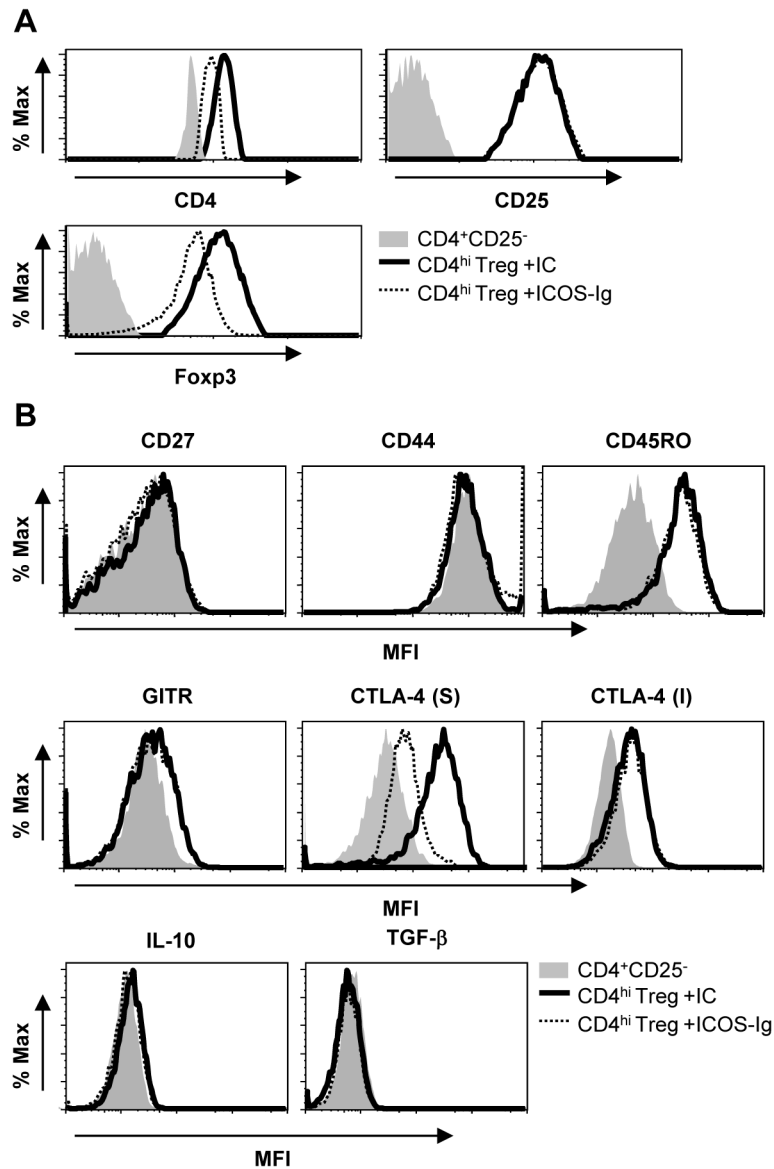 A
% Max
CD4
CD25
% Max
Foxp3
CD4⁺CD25⁻
CD4ʰⁱ Treg +IC
CD4ʰⁱ Treg +ICOS-Ig
B
CD27
CD44
CD45RO
% Max
MFI
GITR
CTLA-4 (S)
CTLA-4 (I)
% Max
MFI
IL-10
TGF-β
% Max
MFI
CD4⁺CD25⁻
CD4ʰⁱ Treg +IC
CD4ʰⁱ Treg +ICOS-Ig